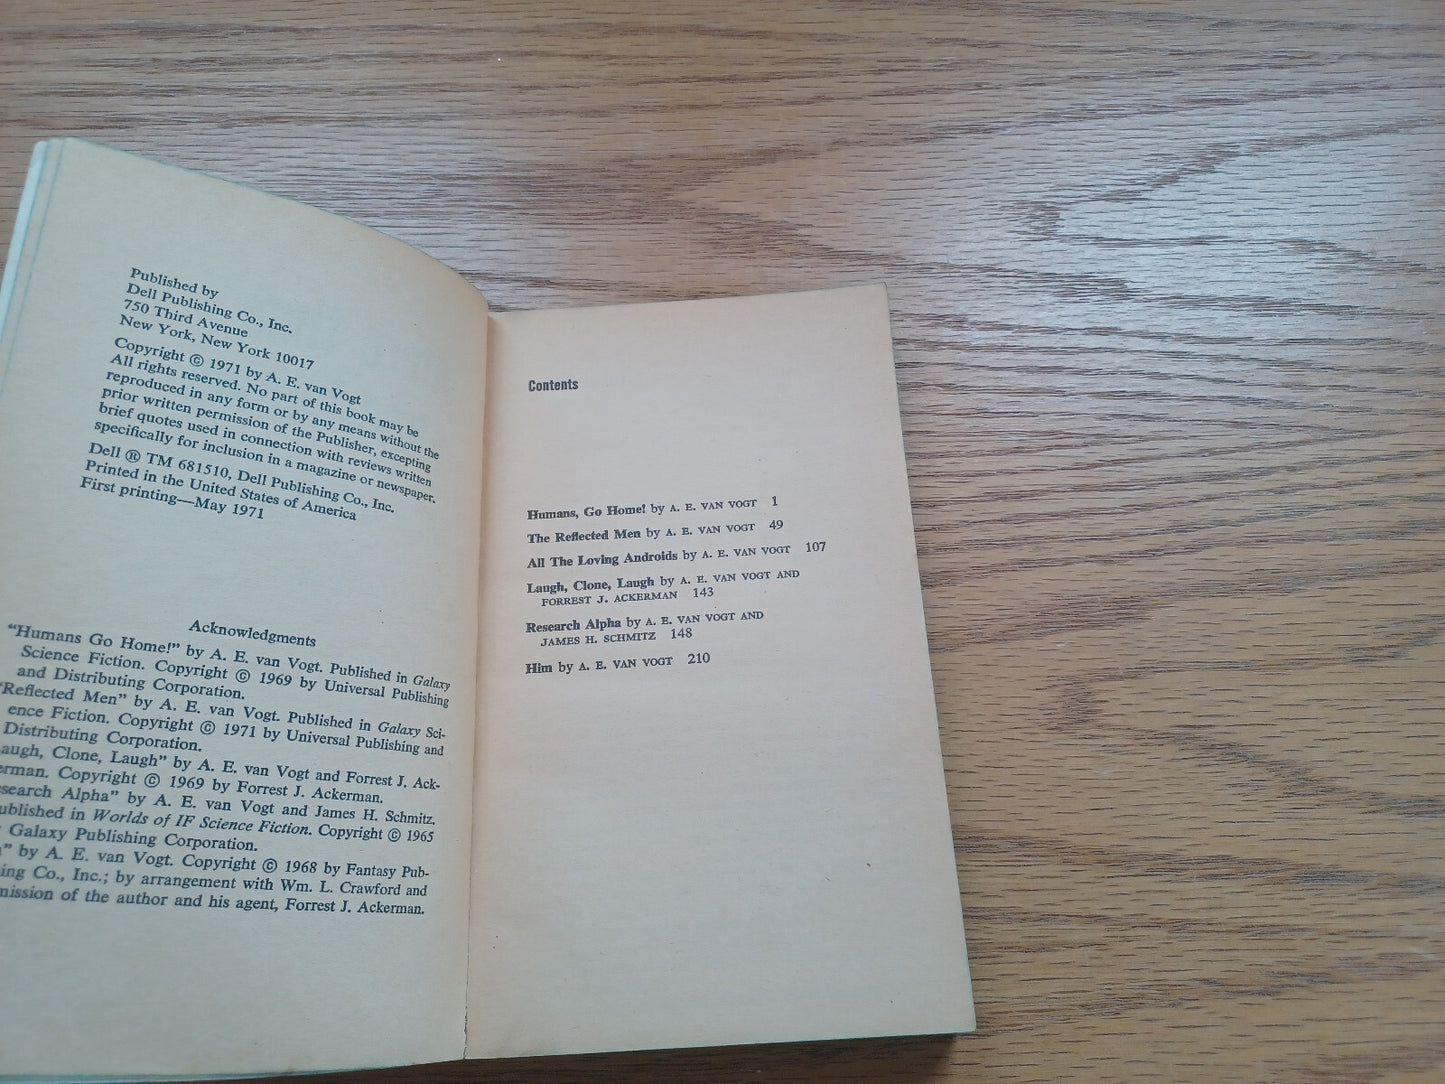 Published by
Dell Publishing Co., Inc.
750 Third Avenue
New York, New York 10017
Copyright © 1971 by A. E. van Vogt
All rights reserved. No part of this book may be
reproduced in any form or by any means without the
prior written permission of the Publisher, excepting
brief quotes used in connection with reviews written
specifically for inclusion in a magazine or newspaper.
Dell ® TM 681510, Dell Publishing Co., Inc.
Printed in the United States of America
First printing—May 1971
Acknowledgments
"Humans Go Home!" by A. E. van Vogt. Published in Galaxy
Science Fiction. Copyright © 1969 by Universal Publishing
and Distributing Corporation.
"Reflected Men" by A. E. van Vogt. Published in Galaxy Sci-
ence Fiction. Copyright © 1971 by Universal Publishing and
Distributing Corporation.
augh, Clone, Laugh" by A. E. van Vogt and Forrest J. Ack-
erman. Copyright © 1969 by Forrest J. Ackerman.
search Alpha" by A. E. van Vogt and James H. Schmitz.
ublished in Worlds of IF Science Fiction. Copyright © 1965
Galaxy Publishing Corporation.
" by A. E. van Vogt. Copyright © 1968 by Fantasy Pub-
ing Co., Inc.; by arrangement with Wm. L. Crawford and
mission of the author and his agent, Forrest J. Ackerman.
Contents
Humans, Go Home! by A. E. VAN VOGT 1
The Reflected Men by A. E. VAN VOGT 49
All The Loving Androids by A. E. VAN VOGT 107
Laugh, Clone, Laugh by A. E. VAN VOGT AND
FORREST J. ACKERMAN 143
Research Alpha by A. E. VAN VOGT AND
JAMES H. SCHMITZ 148
Him by A. E. VAN VOGT 210